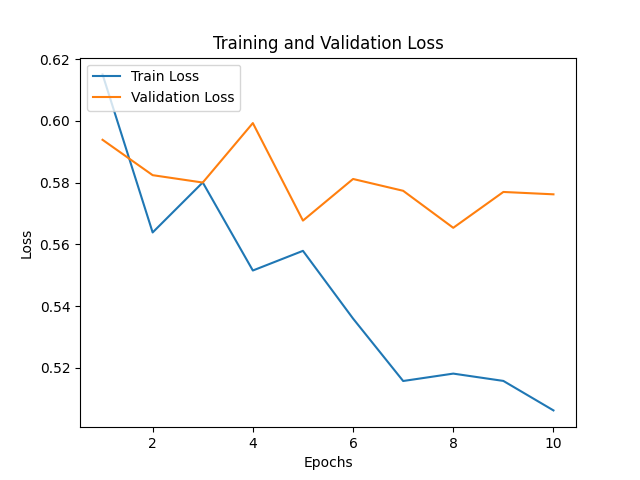 Training and Validation Loss
Train Loss
Validation Loss
0.62
0.60
0.58
0.56
0.54
0.52
Loss
2
4
6
8
10
Epochs